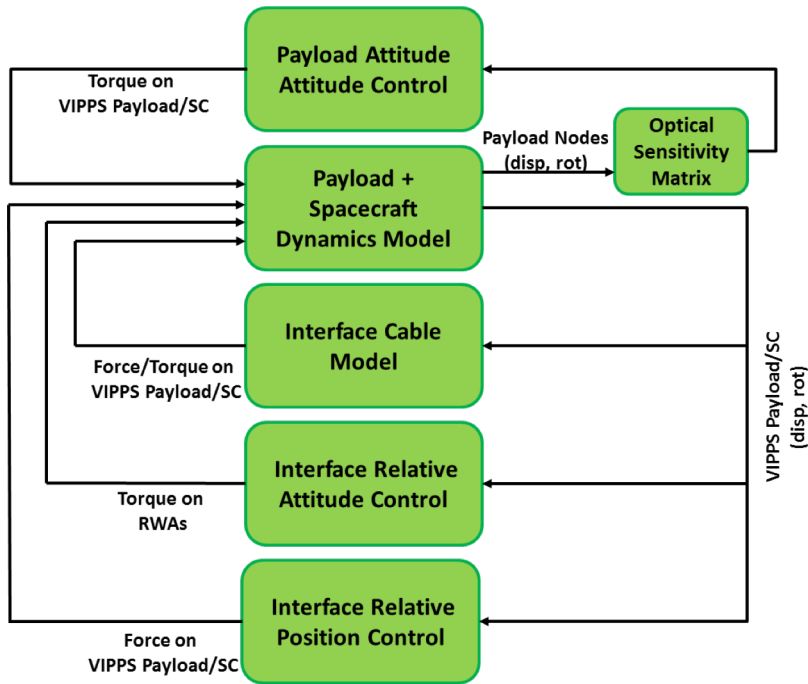 Payload Attitude
Attitude Control
Torque on
VIPPS Payload/SC
Payload Nodes
(disp, rot)
Optical
Sensitivity
Matrix
Payload +
Spacecraft
Dynamics Model
Interface Cable
Model
Force/Torque on
VIPPS Payload/SC
VIPPS Payload/SC
(disp, rot)
Interface Relative
Attitude Control
Torque on
RWAs
Interface Relative
Position Control
Force on
VIPPS Payload/SC